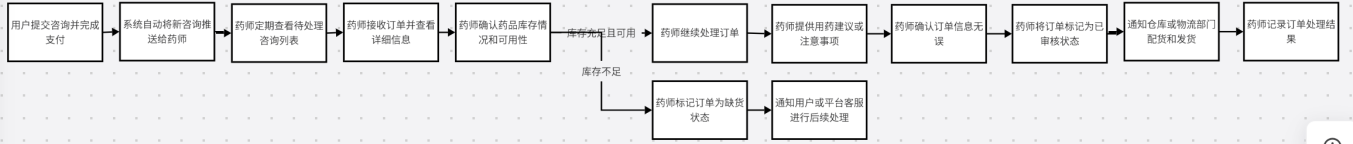 用户提交咨询并完成
支付
系统自动将新咨询推
送给药师
药师定期查看待处理
咨询列表
药师接收订单并查看
详细信息
药师确认药品库存情
况和可用性
库存充足且可用
药师继续处理订单
药师提供用药建议或
注意事项
药师确认订单信息无
误
药师将订单标记为已
审核状态
通知仓库或物流部门
配货和发货
药师记录订单处理结
果
库存不足
药师标记订单为缺货
状态
通知用户或平台客服
进行后续处理